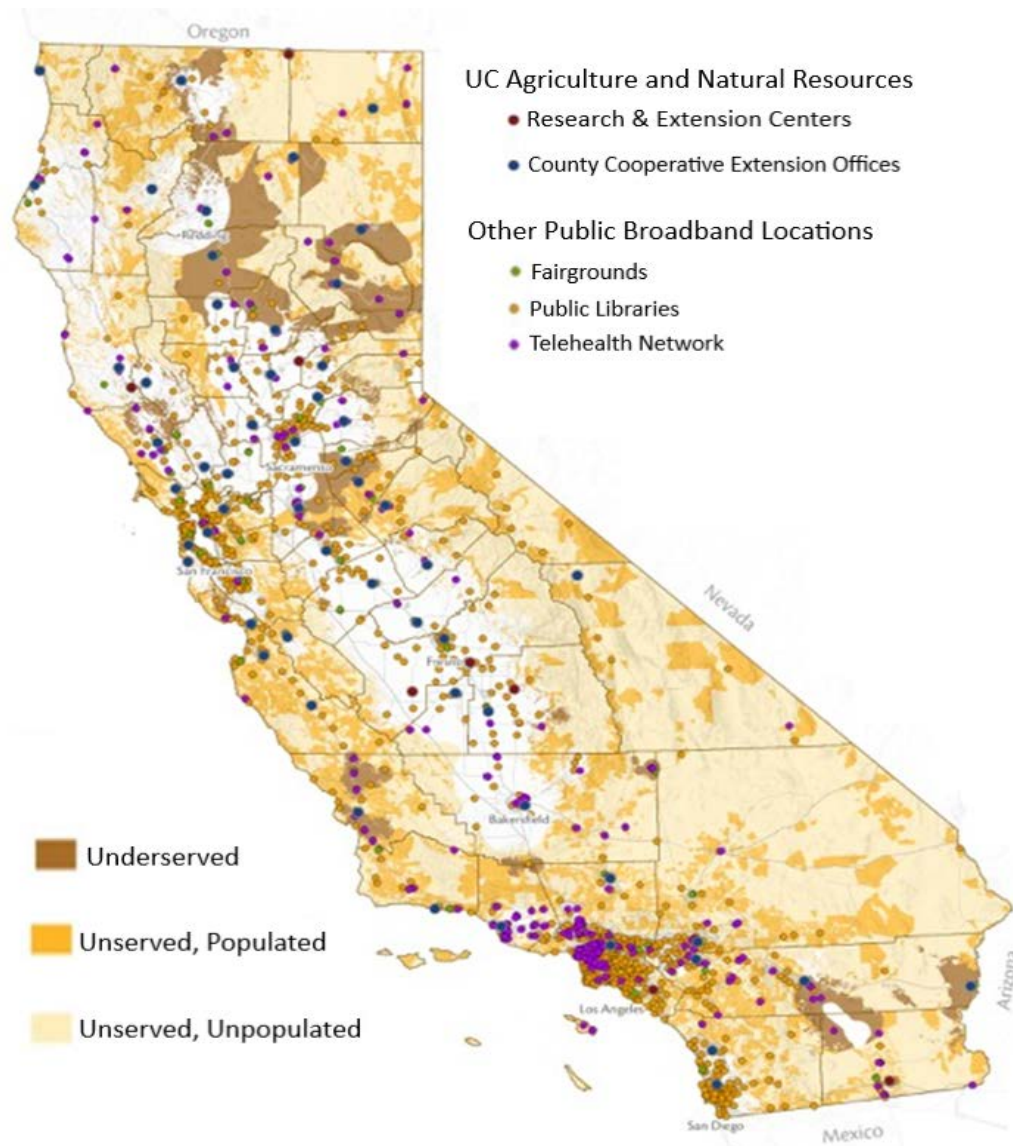 Oregon
UC Agriculture and Natural Resources
Research & Extension Centers
County Cooperative Extension Offices
Other Public Broadband Locations
Fairgrounds
Public Libraries
Telehealth Network
Redding
Sacramento
San Francisco
Nevada
Fresno
Bakersfield
Underserved
Unserved, Populated
Unserved, Unpopulated
Los Angeles
Arizona
San Diego
Mexico